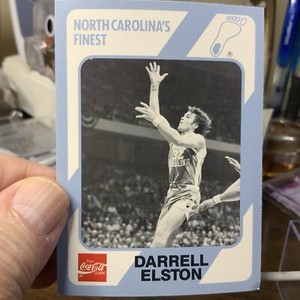 NORTH CAROLINA'S
FINEST
Coca-Cola
DARRELL
ELSTON